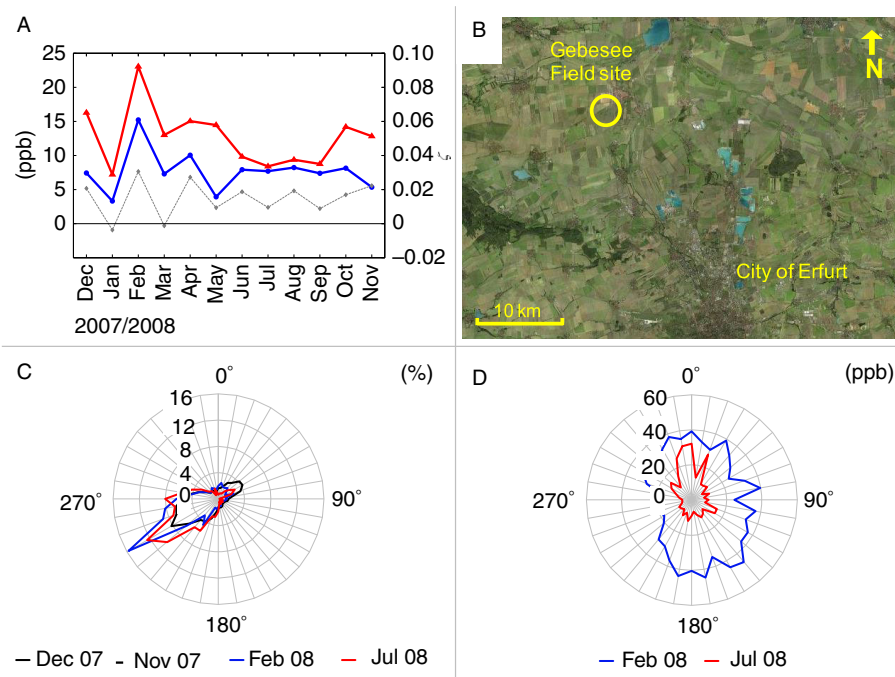 A
25
20
15
10
5
0
(ppb)
0.10
0.08
0.06
0.04
0.02
0
–0.02
ξ
Dec
Jan
Feb
Mar
Apr
May
Jun
Jul
Aug
Sep
Oct
Nov
2007/2008
B
Gebesee
Field site
N
City of Erfurt
10 km
C
0°
(%)
16
12
8
4
0
270°
90°
180°
Dec 07
Nov 07
Feb 08
Jul 08
D
0°
(ppb)
60
40
20
0
270°
90°
180°
Feb 08
Jul 08